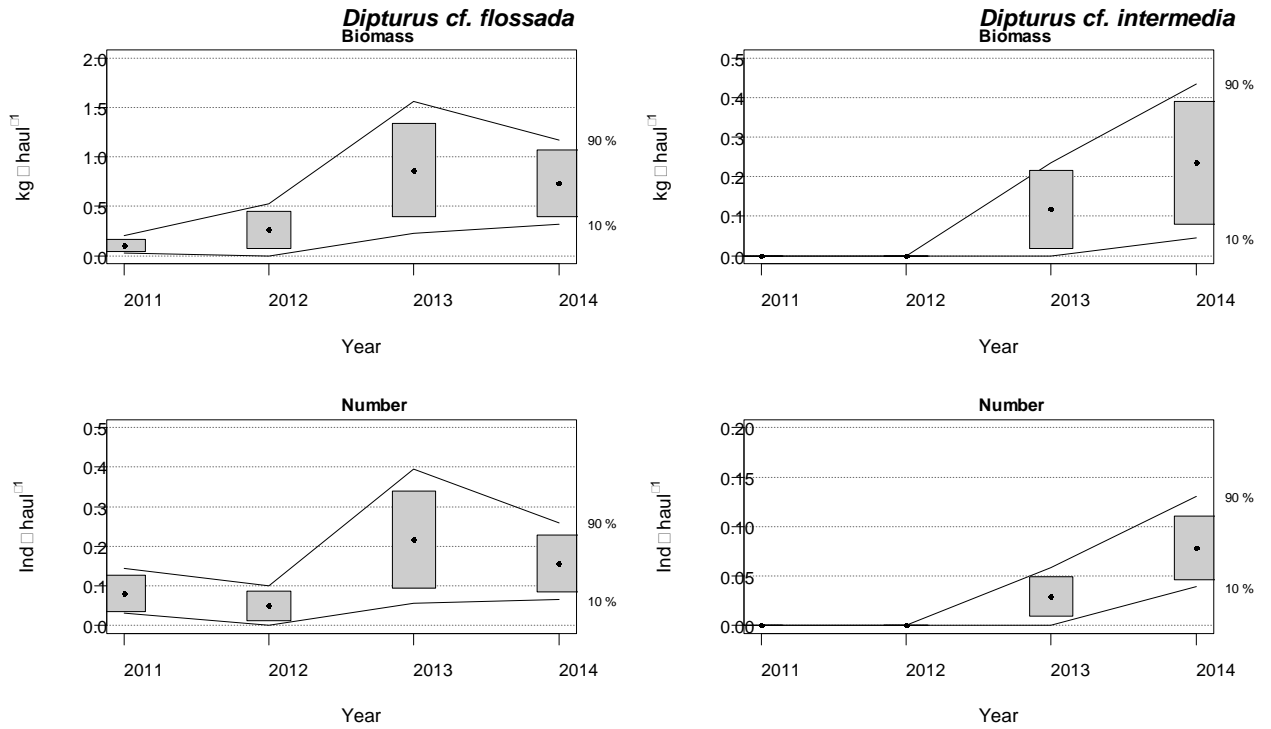 Dipturus cf. flossada
Biomass
2.0
1.5
1.0
0.5
0.0
kg □ haul□1
90 %
10 %
2011 2012 2013 2014
Year
Dipturus cf. intermedia
Biomass
0.5
0.4
0.3
0.2
0.1
0.0
kg □ haul□1
90 %
10 %
2011 2012 2013 2014
Year
Number
0.5
0.4
0.3
0.2
0.1
0.0
Ind □ haul□1
90 %
10 %
2011 2012 2013 2014
Year
Number
0.20
0.15
0.10
0.05
0.00
Ind □ haul□1
90 %
10 %
2011 2012 2013 2014
Year